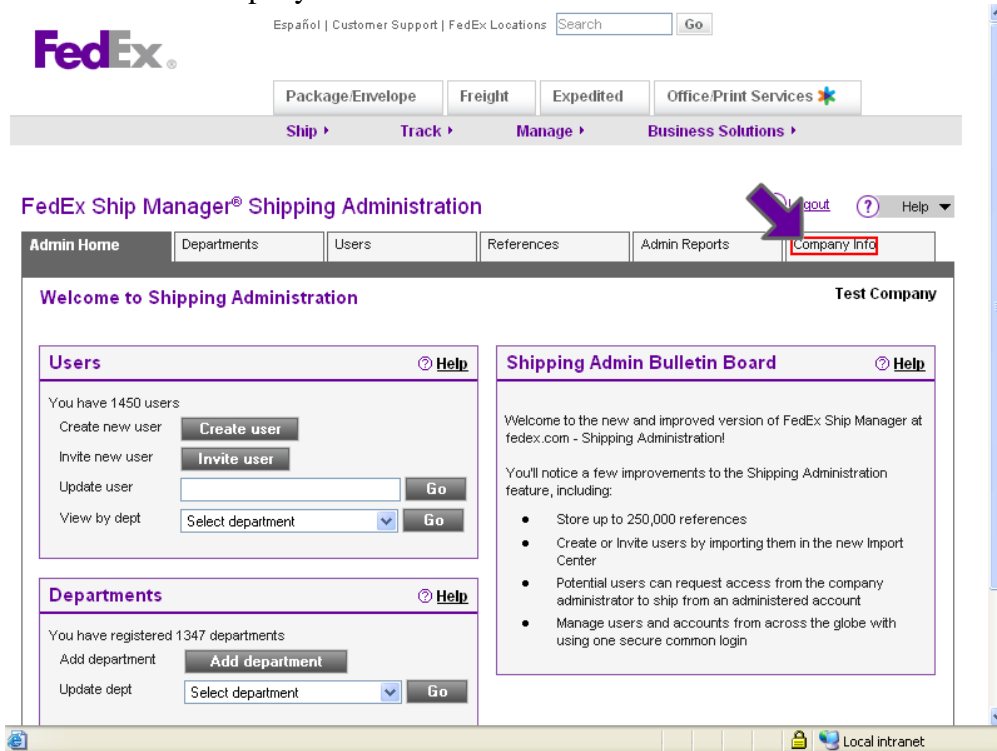 Español | Customer Support | FedEx Locations Search Go
FedEx®
Package/Envelope Freight Expedited Office/Print Services
Ship Track Manage Business Solutions
FedEx Ship Manager® Shipping Administration
? Help
Admin Home Departments Users References Admin Reports Company Info
Welcome to Shipping Administration Test Company
Users ? Help
You have 1450 users
Create new user Create user
Invite new user Invite user
Update user Go
View by dept Select department Go
Departments ? Help
You have registered 1347 departments
Add department Add department
Update dept Select department Go
Shipping Admin Bulletin Board ? Help
Welcome to the new and improved version of FedEx Ship Manager at
fedex.com - Shipping Administration!
You'll notice a few improvements to the Shipping Administration
feature, including:
• Store up to 250,000 references
• Create or Invite users by importing them in the new Import
Center
• Potential users can request access from the company
administrator to ship from an administered account
• Manage users and accounts from across the globe with
using one secure common login
Local intranet